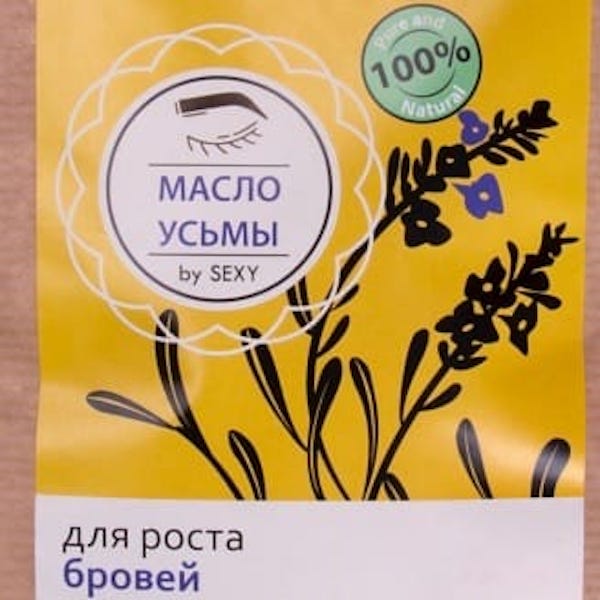 Pure and
100%
Natural
МАСЛО
УСЬМЫ
by SEXY
для роста
бровей